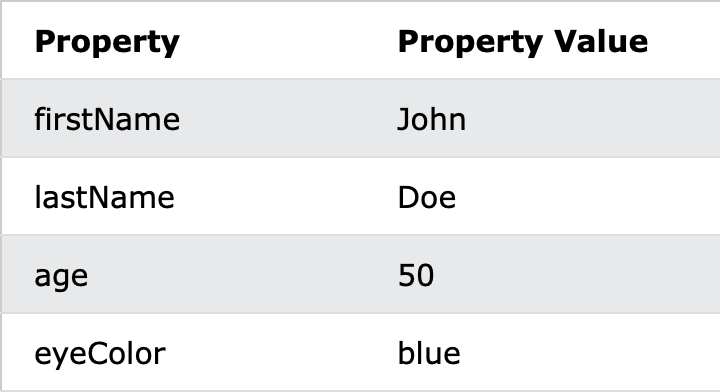 Property Property Value
firstName John
lastName Doe
age 50
eyeColor blue